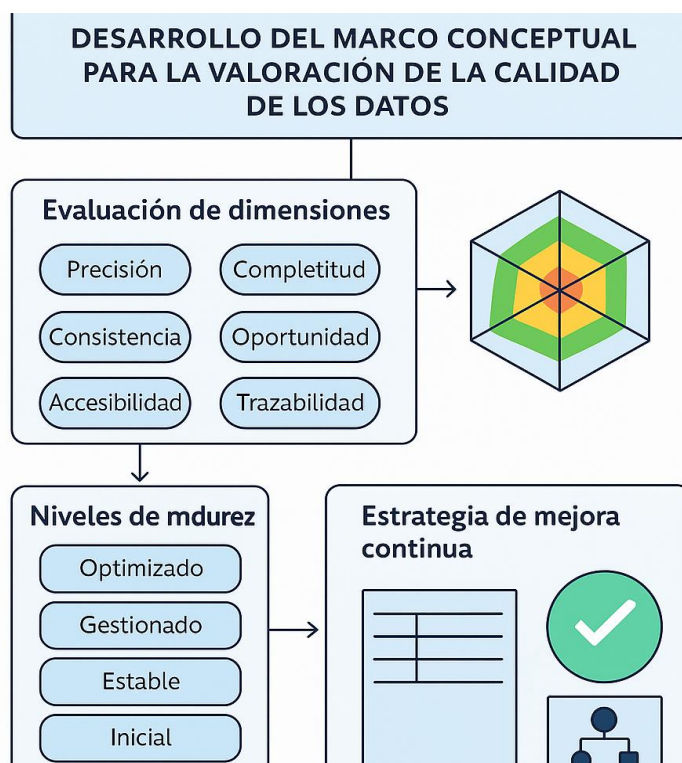 DESARROLLO DEL MARCO CONCEPTUAL
PARA LA VALORACIÓN DE LA CALIDAD
DE LOS DATOS
Evaluación de dimensiones
Precisión
Completitud
Consistencia
Oportunidad
Accesibilidad
Trazabilidad
Niveles de mdurez
Optimizado
Gestionado
Estable
Inicial
Estrategia de mejora
continua